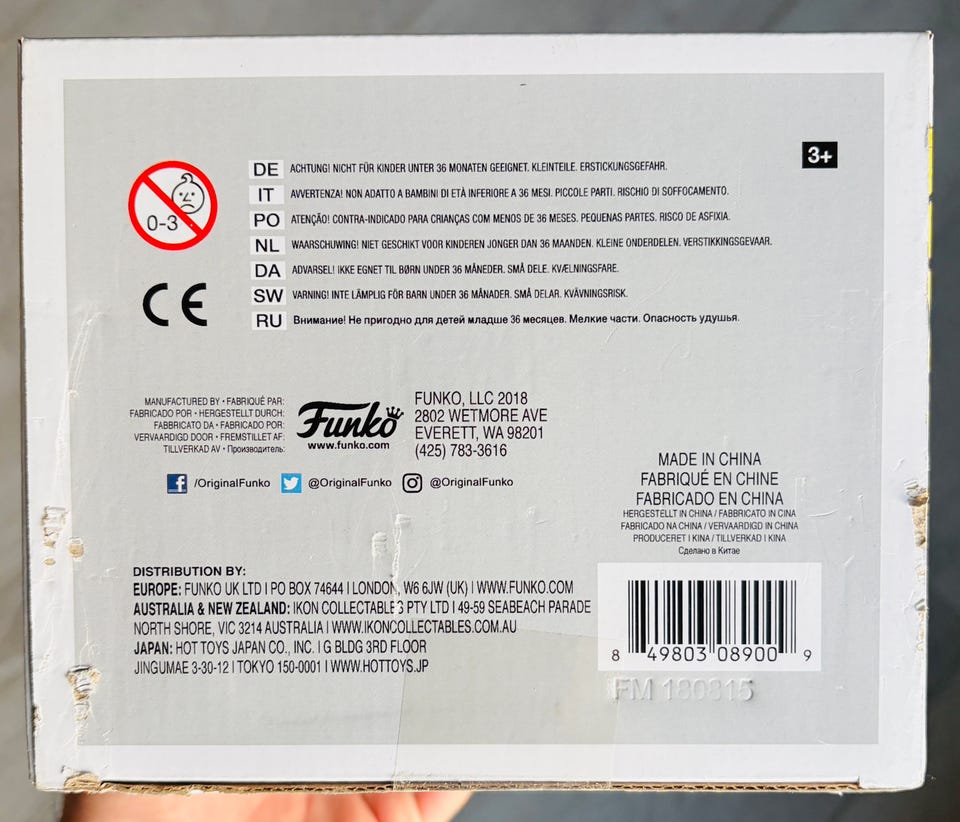 3+
0-3
DE ACHTUNG! NICHT FÜR KINDER UNTER 36 MONATEN GEEIGNET. KLEINTEILE. ERSTICKUNGSGEFAHR.
IT AVVERTENZA! NON ADATTO A BAMBINI DI ETÀ INFERIORE A 36 MESI. PICCOLE PARTI. RISCHIO DI SOFFOCAMENTO.
PO ATENÇÃO! CONTRA-INDICADO PARA CRIANÇAS COM MENOS DE 36 MESES. PEQUENAS PARTES. RISCO DE ASFIXIA.
NL WAARSCHUWING! NIET GESCHIKT VOOR KINDEREN JONGER DAN 36 MAANDEN. KLEINE ONDERDELEN. VERSTIKKINGSGEVAAR.
DA ADVARSEL! IKKE EGNET TIL BØRN UNDER 36 MÅNEDER. SMÅ DELE. KVÆLNINGSFARE.
SW VARNING! INTE LÄMPLIG FÖR BARN UNDER 36 MÅNADER. SMÅ DELAR. KVÄVNINGSRISK.
RU Внимание! Не пригодно для детей младше 36 месяцев. Мелкие части. Опасность удушья.
CE
MANUFACTURED BY • FABRIQUÉ PAR:
FABRICADO POR • HERGESTELLT DURCH:
FABBRICATO DA • FABRICADO POR:
VERVAARDIGD DOOR • FREMSTILLET AF:
TILLVERKAD AV • Производитель:
Funko
www.funko.com
FUNKO, LLC 2018
2802 WETMORE AVE
EVERETT, WA 98201
(425) 783-3616
/OriginalFunko @OriginalFunko @OriginalFunko
MADE IN CHINA
FABRIQUÉ EN CHINE
FABRICADO EN CHINA
HERGESTELLT IN CHINA / FABBRICATO IN CINA
FABRICADO NA CHINA / VERVAARDIGD IN CHINA
PRODUCERET I KINA / TILLVERKAD I KINA
Сделано в Китае
DISTRIBUTION BY:
EUROPE: FUNKO UK LTD I PO BOX 74644 I LONDON, W6 6JW (UK) I WWW.FUNKO.COM
AUSTRALIA & NEW ZEALAND: IKON COLLECTABLES PTY LTD I 49-59 SEABEACH PARADE
NORTH SHORE, VIC 3214 AUSTRALIA I WWW.IKONCOLLECTABLES.COM.AU
JAPAN: HOT TOYS JAPAN CO., INC. I G BLDG 3RD FLOOR
JINGUMAE 3-30-12 I TOKYO 150-0001 I WWW.HOTTOYS.JP
8 49803 08900 9
FM 180815